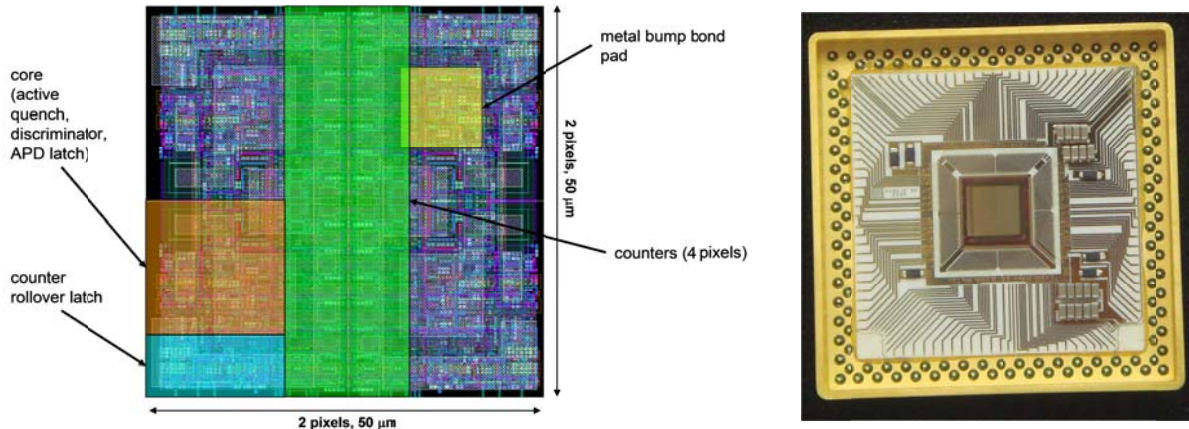 metal bump bond
pad
core
(active
quench,
discriminator,
APD latch)
2 pixels, 50 μm
counters (4 pixels)
counter
rollover latch
2 pixels, 50 μm